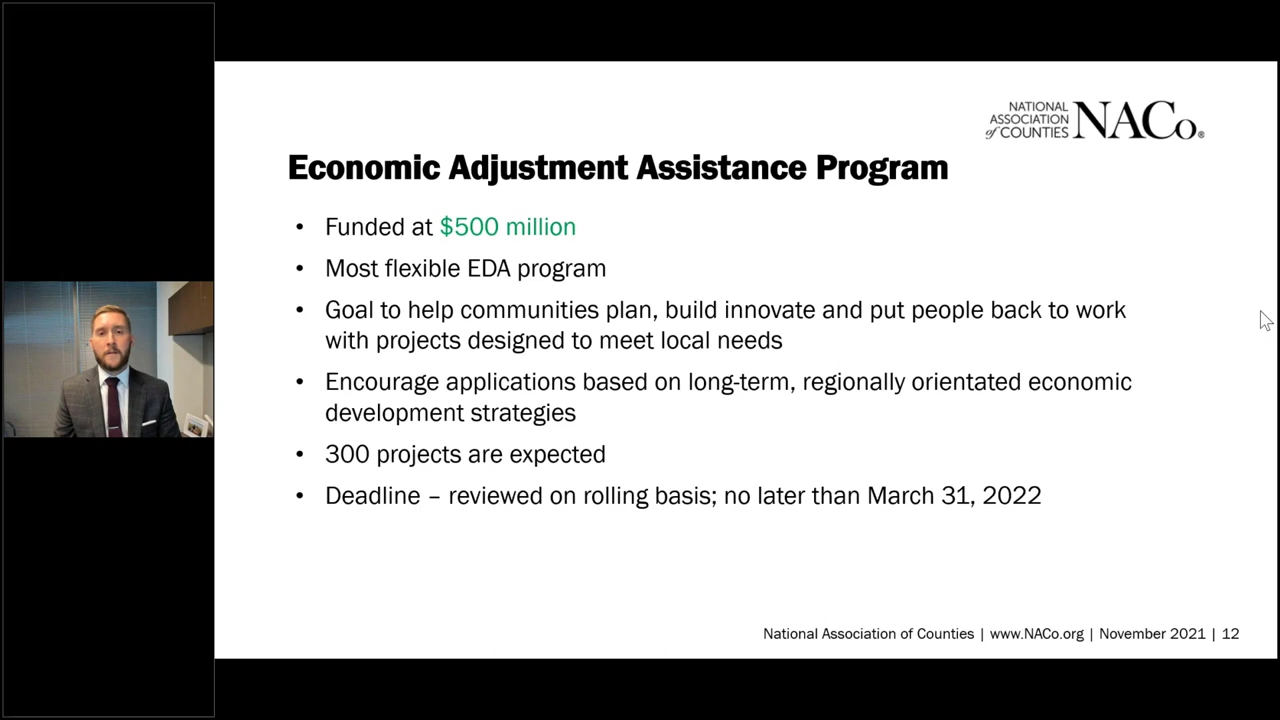 NATIONAL
ASSOCIATION
of COUNTIES
NACo.®
Economic Adjustment Assistance Program
• Funded at $500 million
• Most flexible EDA program
• Goal to help communities plan, build innovate and put people back to work
with projects designed to meet local needs
• Encourage applications based on long-term, regionally orientated economic
development strategies
• 300 projects are expected
• Deadline – reviewed on rolling basis; no later than March 31, 2022
National Association of Counties | www.NACo.org | November 2021 | 12